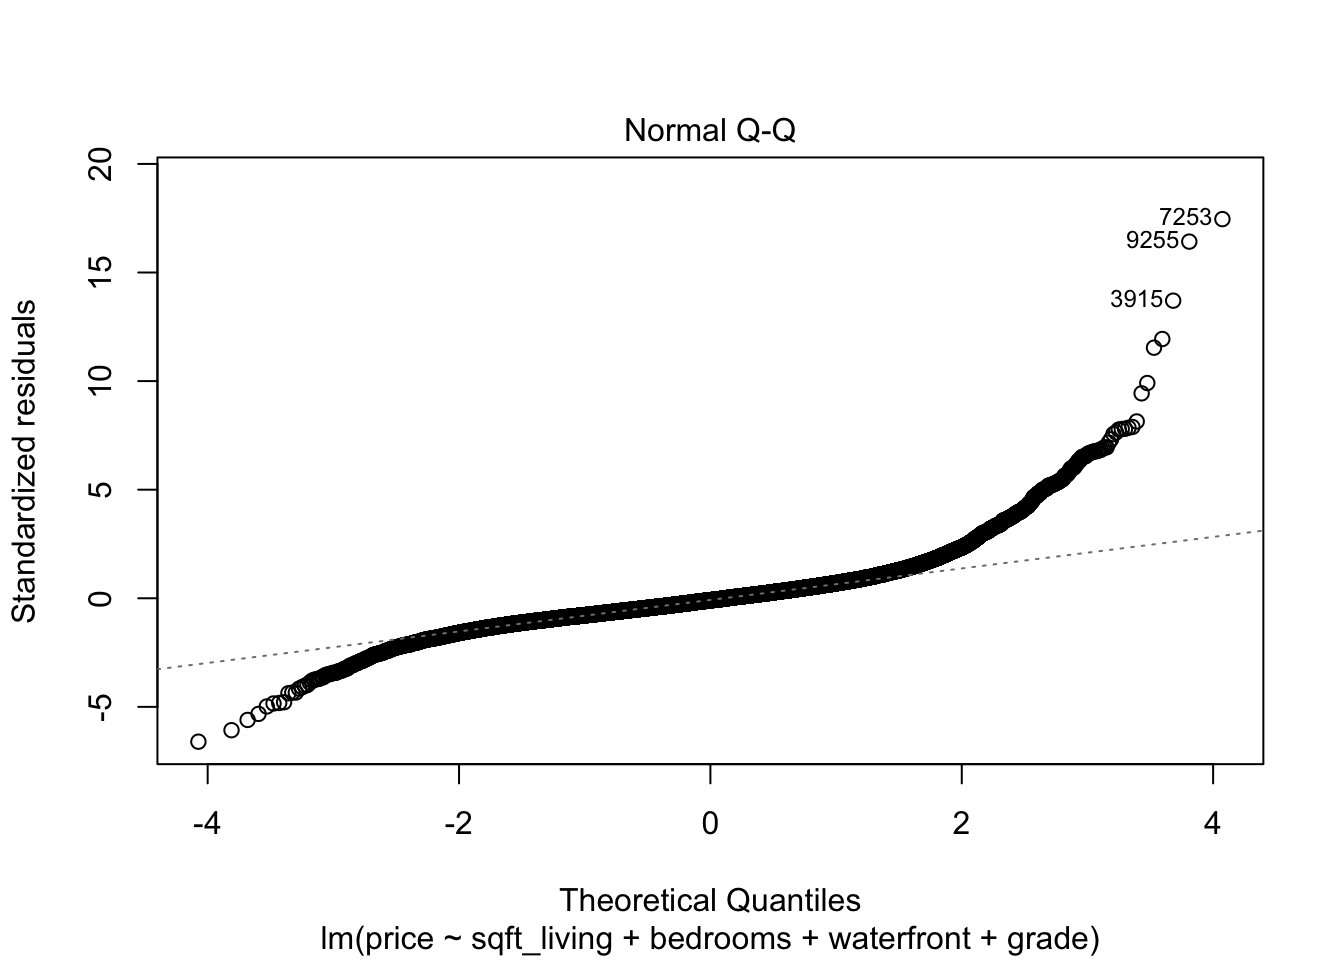 Normal Q-Q
20
15
10
5
0
-5
Standardized residuals
7253
9255
3915
-4 -2 0 2 4
Theoretical Quantiles
lm(price ~ sqft_living + bedrooms + waterfront + grade)